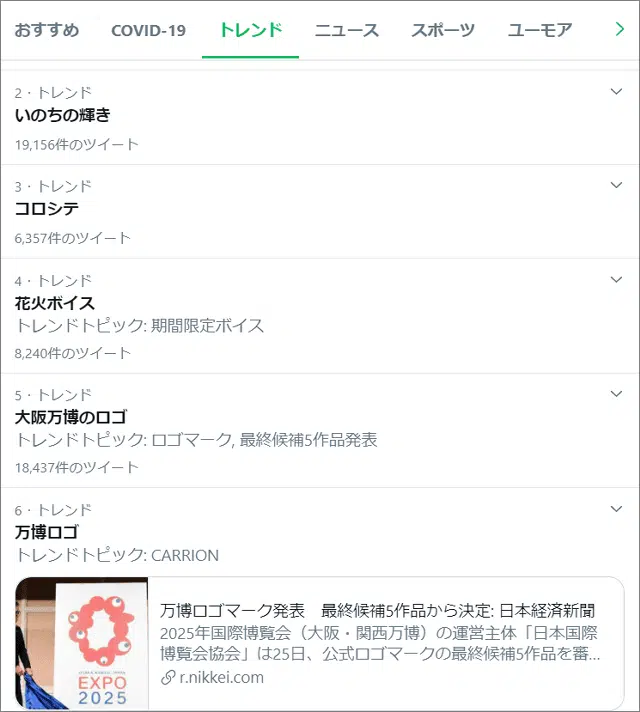 おすすめ COVID-19 トレンド ニュース スポーツ ユーモア
2・トレンド
いのちの輝き
19,156件のツイート
3・トレンド
コロシテ
6,357件のツイート
4・トレンド
花火ボイス
トレンドトピック: 期間限定ボイス
8,240件のツイート
5・トレンド
大阪万博のロゴ
トレンドトピック: ロゴマーク, 最終候補5作品発表
18,437件のツイート
6・トレンド
万博ロゴ
トレンドトピック: CARRION
万博ロゴマーク発表　最終候補5作品から決定: 日本経済新聞
2025年国際博覧会（大阪・関西万博）の運営主体「日本国際
博覧会協会」は25日、公式ロゴマークの最終候補5作品を審…
r.nikkei.com
EXPO
2025